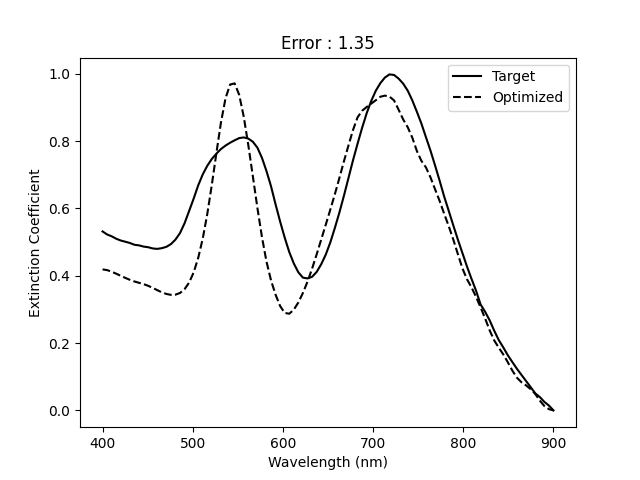 Error : 1.35
Target
Optimized
1.0
0.8
0.6
0.4
0.2
0.0
Extinction Coefficient
400 500 600 700 800 900
Wavelength (nm)